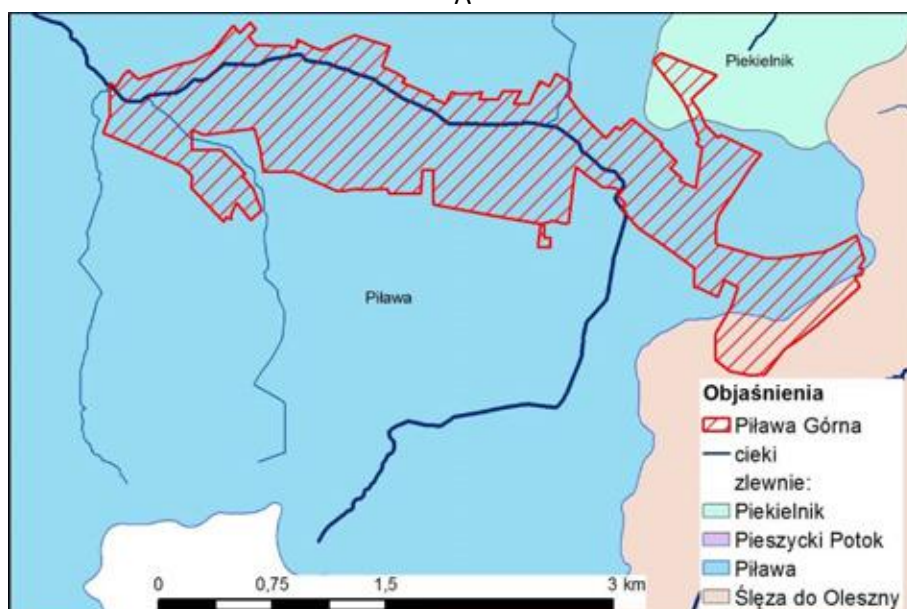 Piekielnik
Piława
Objaśnienia
Piława Górna
cieki
zlewnie:
Piekielnik
Pieszycki Potok
Piława
Ślęza do Oleszny
0 0,75 1,5 3 km